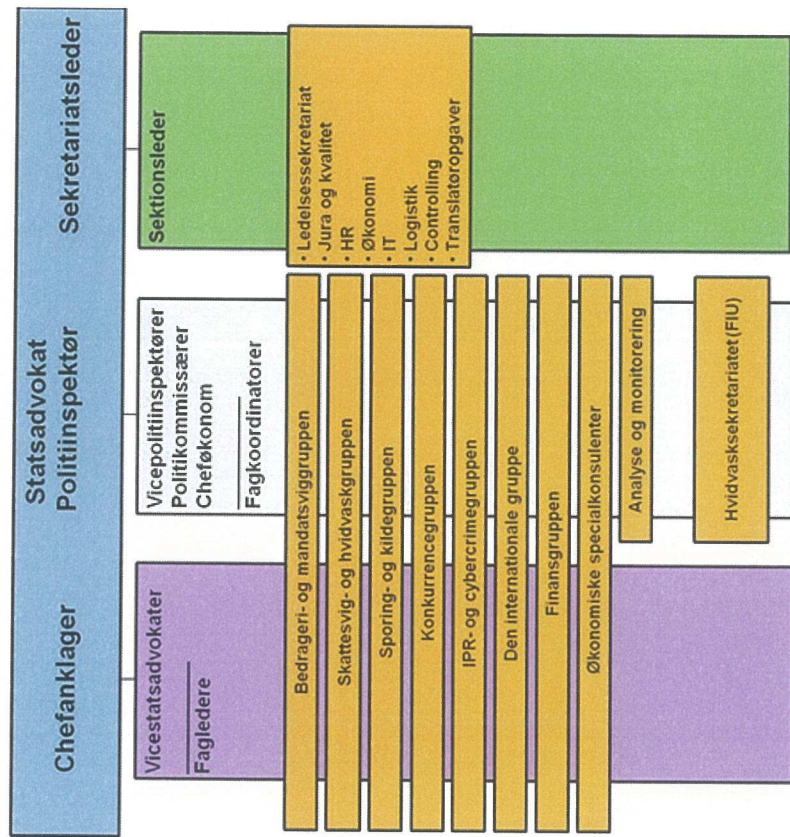 Statsadvokat
Chefanklager
Politiinspektør
Sekretariatsleder
Vicestatsadvokater
Fagledere
Vicepolitiinspektører
Politikommissærer
Cheføkonom
Fagkoordinatorer
Sektionsleder
Bedrageri- og mandatsviggruppen
Skattesvig- og hvidvaskgruppen
Sporing- og kildegruppen
Konkurrencegruppen
IPR- og cybercrimegruppen
Den internationale gruppe
Finansgruppen
Økonomiske specialkonsulenter
Analyse og monitorering
Hvidvasksekretariatet (FIU)
• Ledelsessekretariat
• Jura og kvalitet
• HR
• Økonomi
• IT
• Logistik
• Controlling
• Translatøropgaver